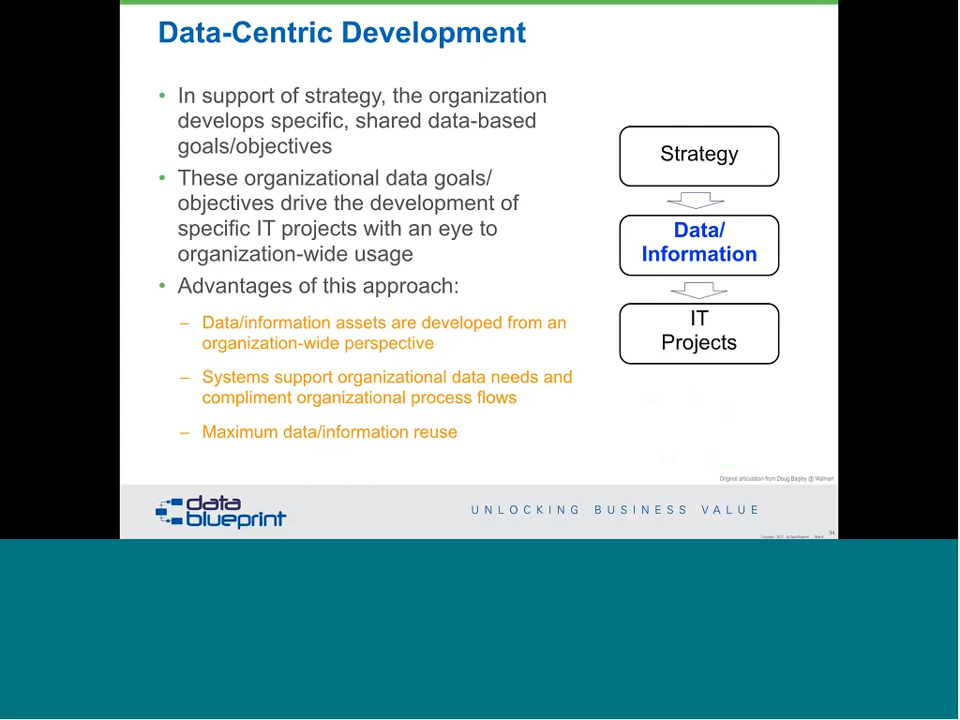 Data-Centric Development
• In support of strategy, the organization
develops specific, shared data-based
goals/objectives
• These organizational data goals/
objectives drive the development of
specific IT projects with an eye to
organization-wide usage
• Advantages of this approach:
– Data/information assets are developed from an
organization-wide perspective
– Systems support organizational data needs and
compliment organizational process flows
– Maximum data/information reuse
Strategy
Data/
Information
IT
Projects
Original articulation from Doug Bagley @ Walmart
data
blueprint
UNLOCKING BUSINESS VALUE
34